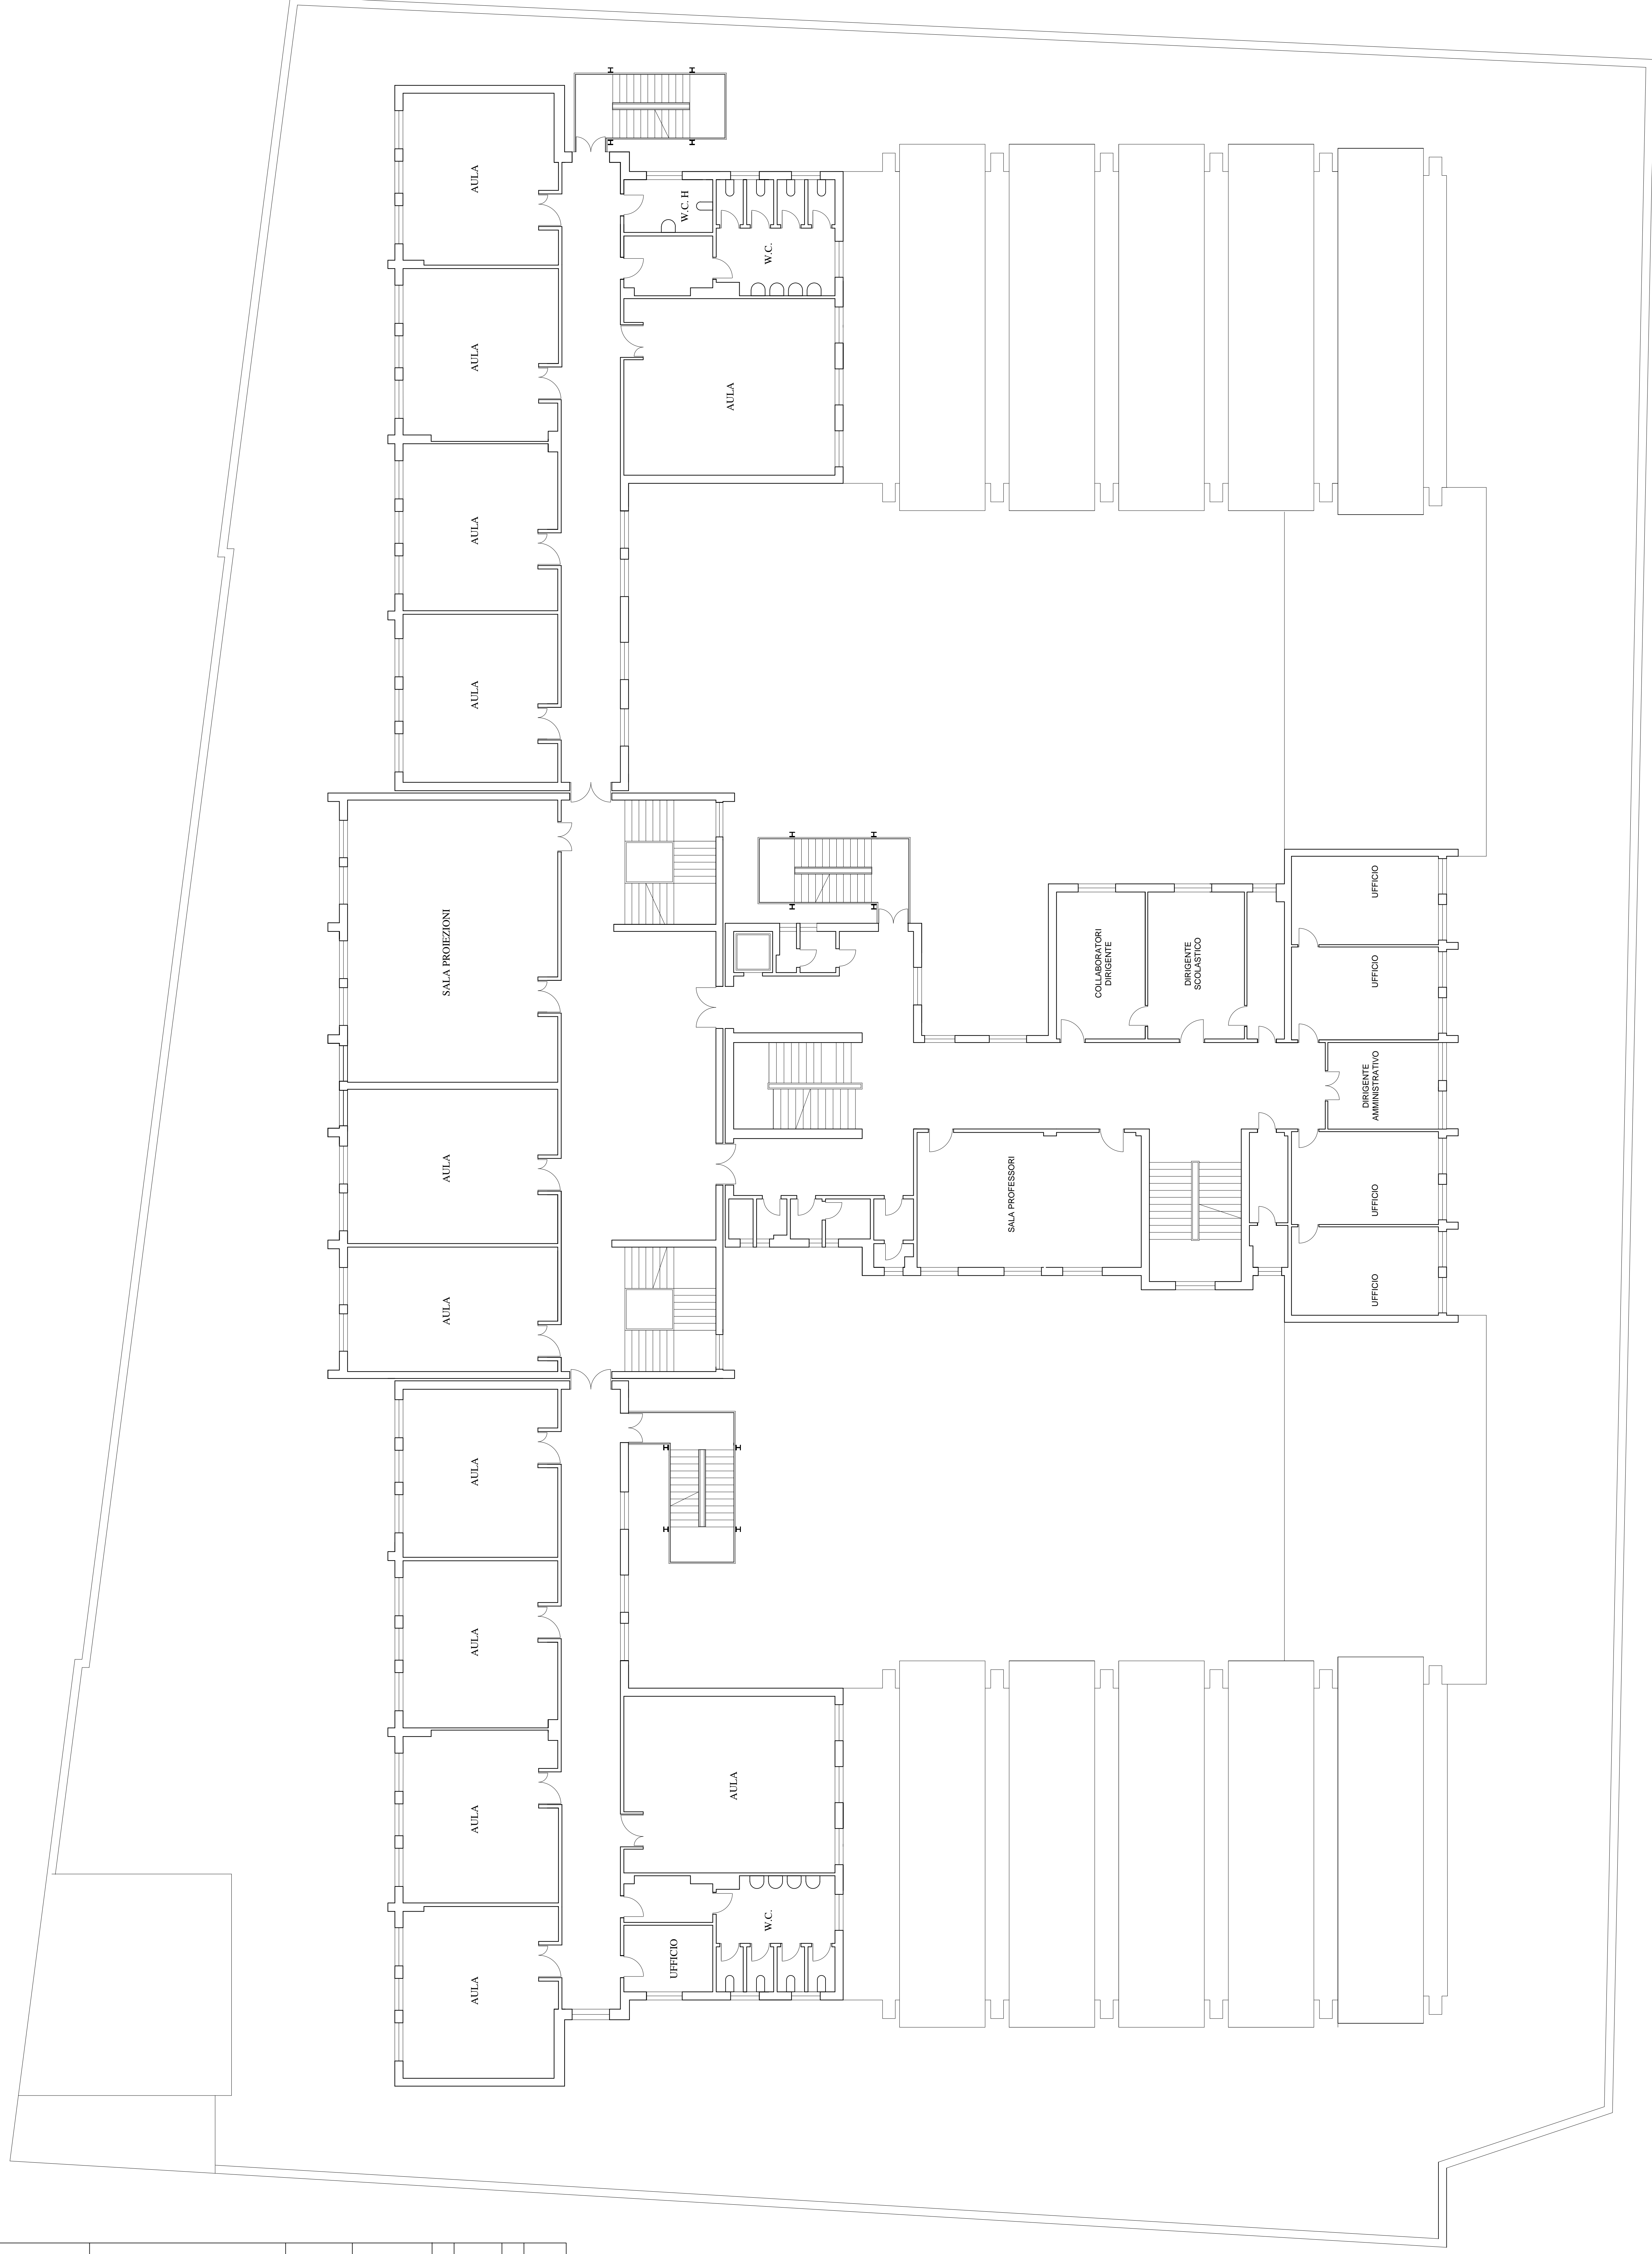 AULA
W.C. H
W.C.
AULA
AULA
AULA
AULA
SALA PROIEZIONI
COLLABORATORI
DIRIGENTE
DIRIGENTE
SCOLASTICO
UFFICIO
UFFICIO
DIRIGENTE
AMMINISTRATIVO
AULA
SALA PROFESSORI
UFFICIO
UFFICIO
AULA
AULA
AULA
AULA
AULA
W.C.
UFFICIO
AULA